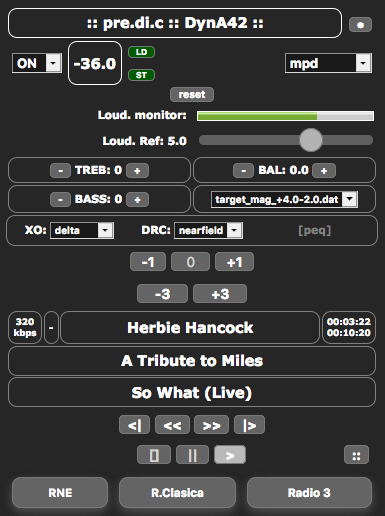 :: pre.di.c :: DynA42 ::
ON -36.0 LD ST mpd
reset
Loud. monitor:
Loud. Ref: 5.0
- TREB: 0 + - BAL: 0.0 +
- BASS: 0 + target_mag_+4.0-2.0.dat
XO: delta DRC: nearfield [peq]
-1 0 +1
-3 +3
320 kbps - Herbie Hancock 00:03:22 00:10:20
A Tribute to Miles
So What (Live)
<| << >> |>
[] || > ::
RNE R.Clasica Radio 3